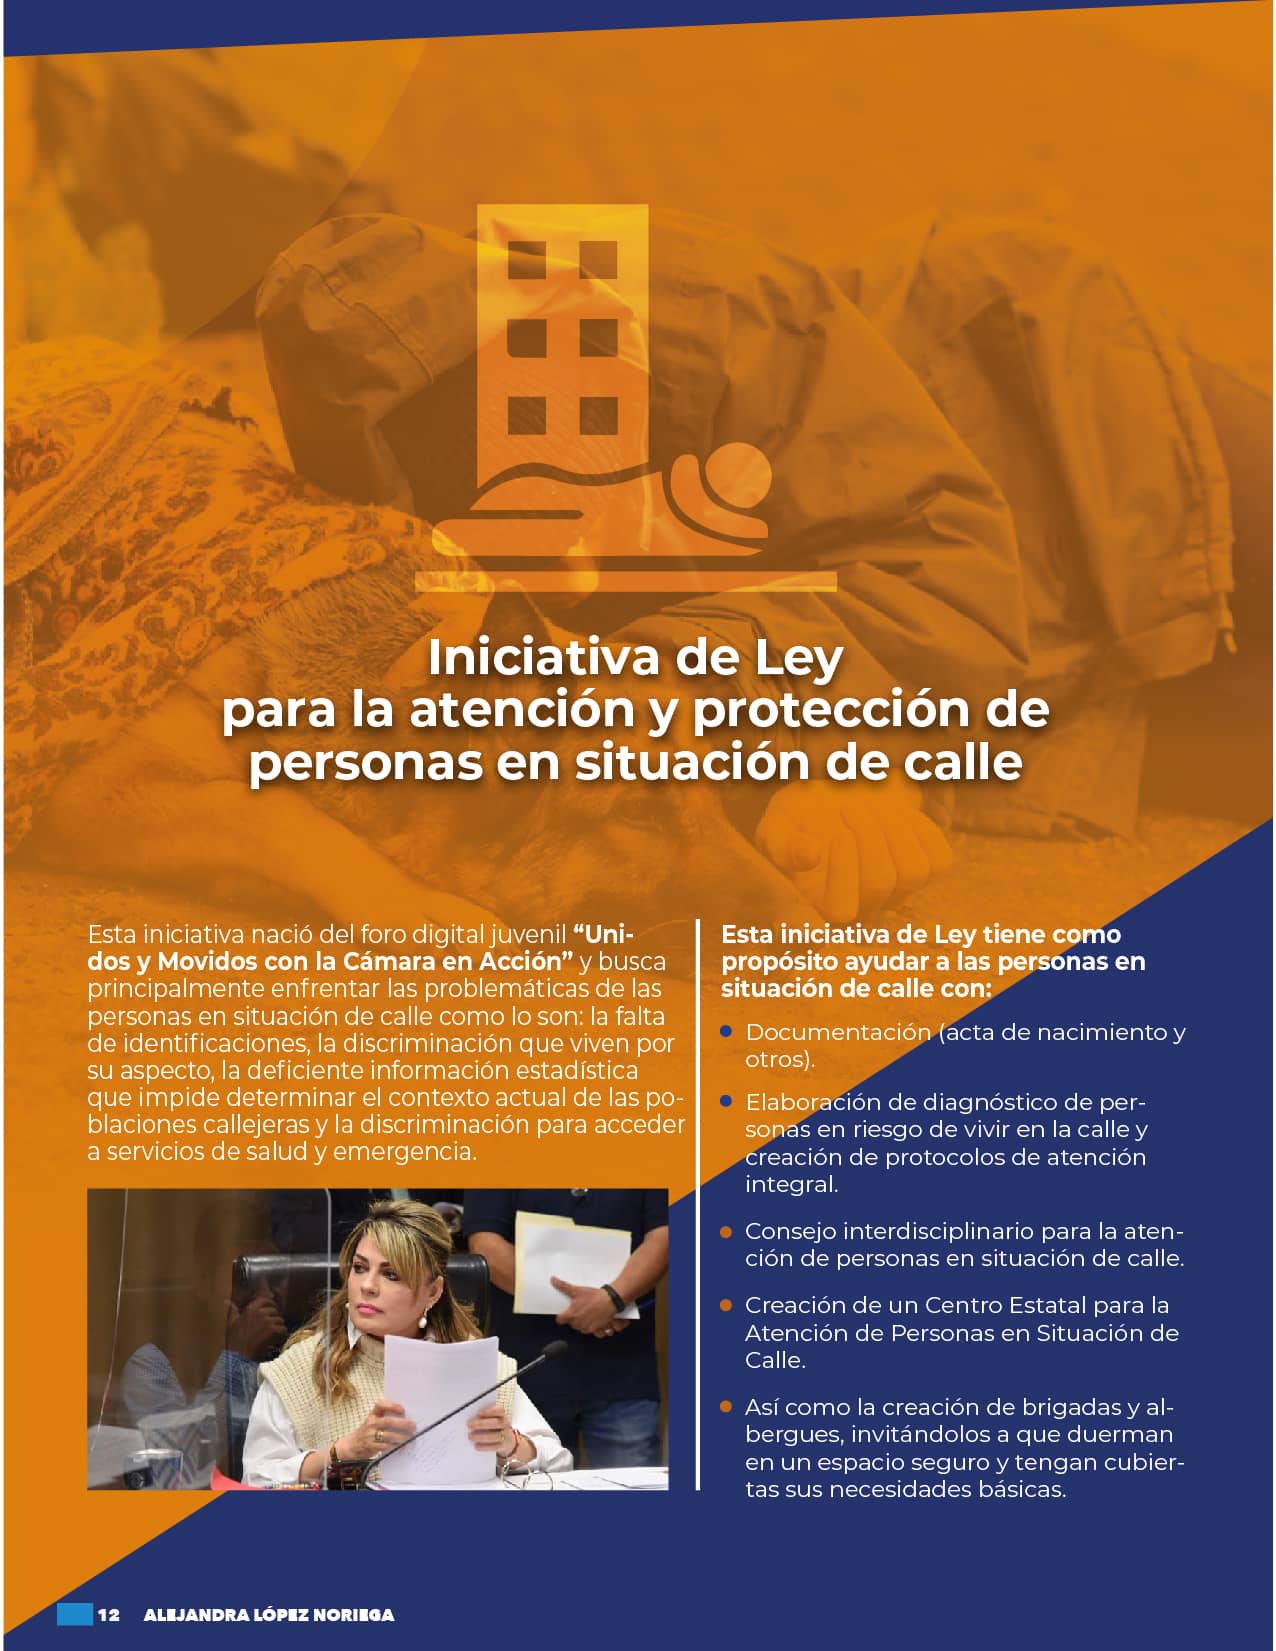 Iniciativa de Ley
para la atención y protección de
personas en situación de calle
Esta iniciativa nació del foro digital juvenil “Uni-
dos y Movidos con la Cámara en Acción” y busca
principalmente enfrentar las problemáticas de las
personas en situación de calle como lo son: la falta
de identificaciones, la discriminación que viven por
su aspecto, la deficiente información estadística
que impide determinar el contexto actual de las po-
blaciones callejeras y la discriminación para acceder
a servicios de salud y emergencia.
Esta iniciativa de Ley tiene como
propósito ayudar a las personas en
situación de calle con:
Documentación (acta de nacimiento y
otros).
Elaboración de diagnóstico de per-
sonas en riesgo de vivir en la calle y
creación de protocolos de atención
integral.
Consejo interdisciplinario para la aten-
ción de personas en situación de calle.
Creación de un Centro Estatal para la
Atención de Personas en Situación de
Calle.
Así como la creación de brigadas y al-
bergues, invitándolos a que duerman
en un espacio seguro y tengan cubier-
tas sus necesidades básicas.
12 ALEJANDRA LÓPEZ NORIEGA